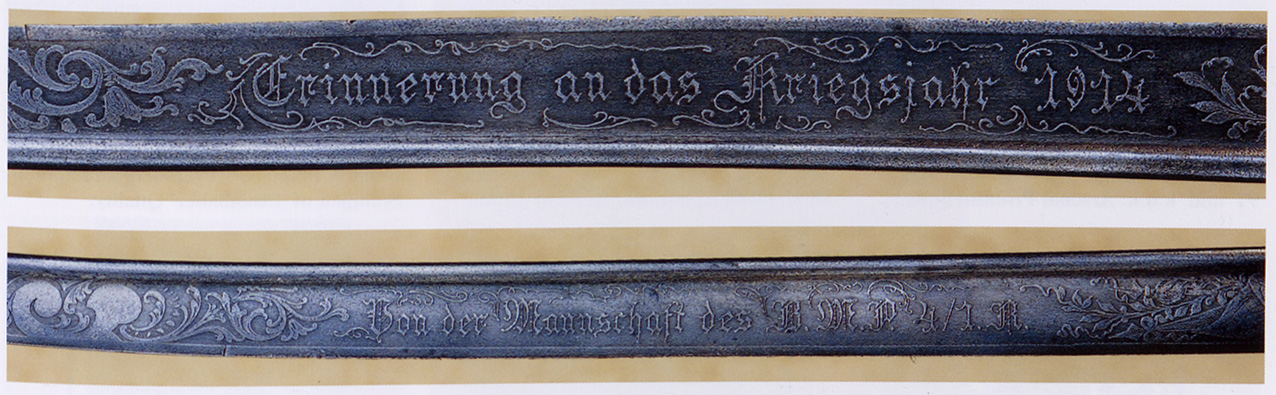 Erinnerung an das Kriegsjahr 1914
Von der Mannschaft des B.M.P. 4/1. K.